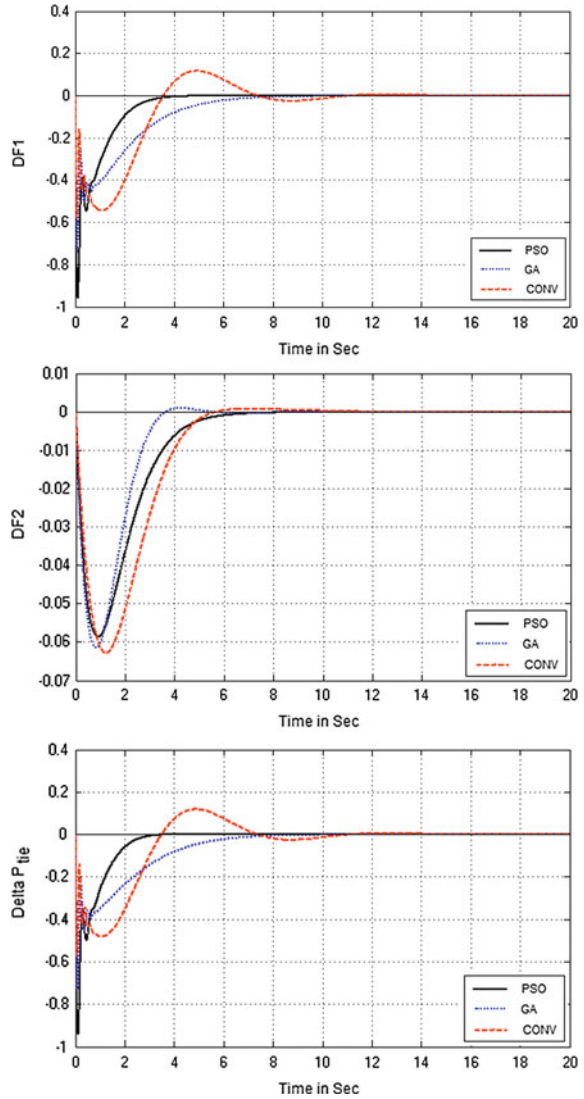 0.4
0.2
0
-0.2
-0.4
-0.6
-0.8
-1
DF1
0 2 4 6 8 10 12 14 16 18 20
Time in Sec
PSO
GA
CONV
0.01
0
-0.01
-0.02
-0.03
-0.04
-0.05
-0.06
-0.07
DF2
0 2 4 6 8 10 12 14 16 18 20
Time in Sec
PSO
GA
CONV
0.4
0.2
0
-0.2
-0.4
-0.6
-0.8
-1
Delta P_tie
0 2 4 6 8 10 12 14 16 18 20
Time in Sec
PSO
GA
CONV